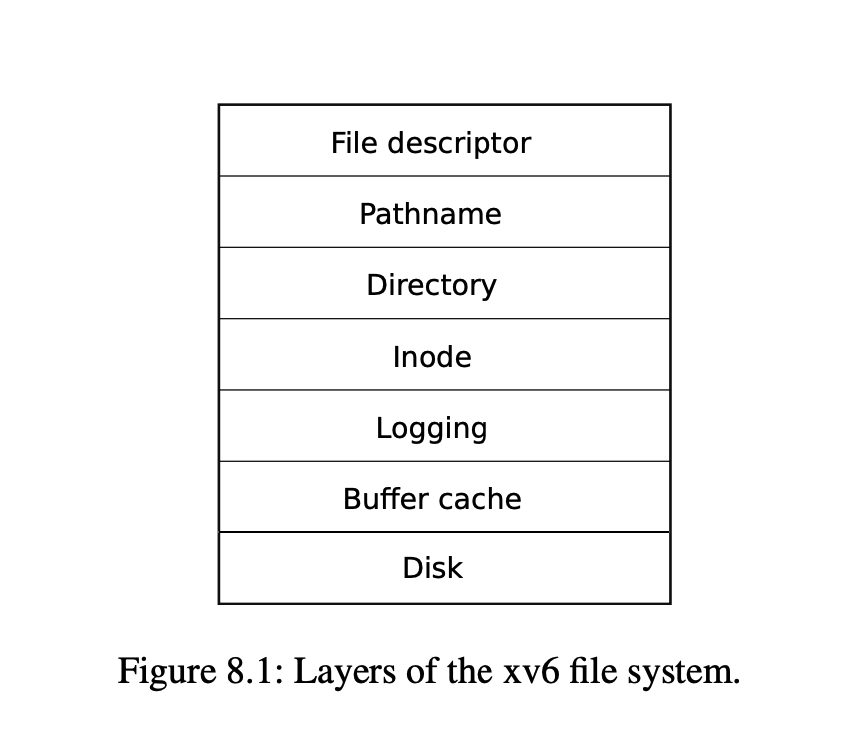 File descriptor
Pathname
Directory
Inode
Logging
Buffer cache
Disk
Figure 8.1: Layers of the xv6 file system.